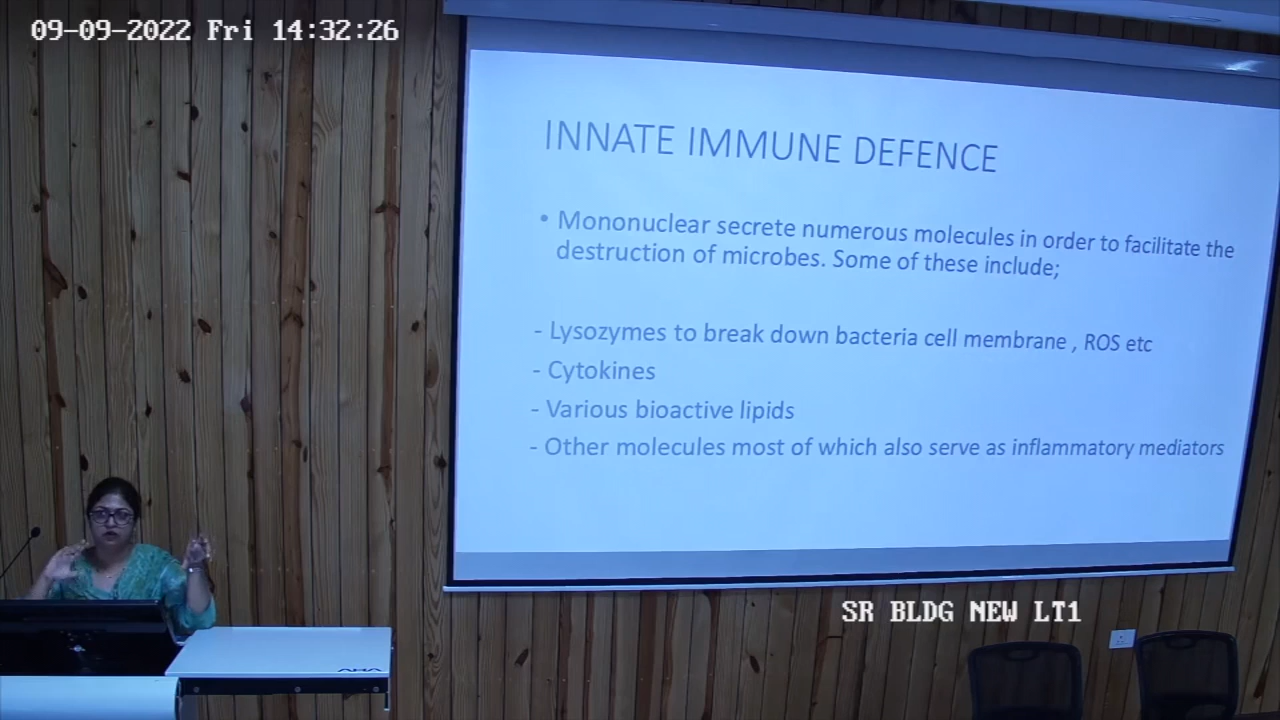 09-09-2022 Fri 14:32:26
INNATE IMMUNE DEFENCE
• Mononuclear secrete numerous molecules in order to facilitate the
destruction of microbes. Some of these include;
- Lysozymes to break down bacteria cell membrane , ROS etc
- Cytokines
- Various bioactive lipids
- Other molecules most of which also serve as inflammatory mediators
SR BLDG NEW LT1